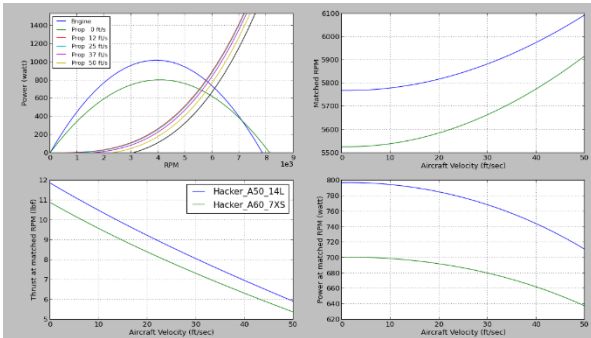 1400
1200
1000
800
600
400
200
0
Power (watt)
Engine
Prop 0 ft/s
Prop 12 ft/s
Prop 25 ft/s
Prop 37 ft/s
Prop 50 ft/s
0 1 2 3 4 5 6 7 8 9
RPM
1e3
6100
6000
5900
5800
5700
5600
5500
Matched RPM
0 10 20 30 40 50
Aircraft Velocity (ft/sec)
12
11
10
9
8
7
6
5
Thrust at matched RPM (lbf)
Hacker_A50_14L
Hacker_A60_7XS
0 10 20 30 40 50
Aircraft Velocity (ft/sec)
800
780
760
740
720
700
680
660
640
620
Power at matched RPM (watt)
0 10 20 30 40 50
Aircraft Velocity (ft/sec)